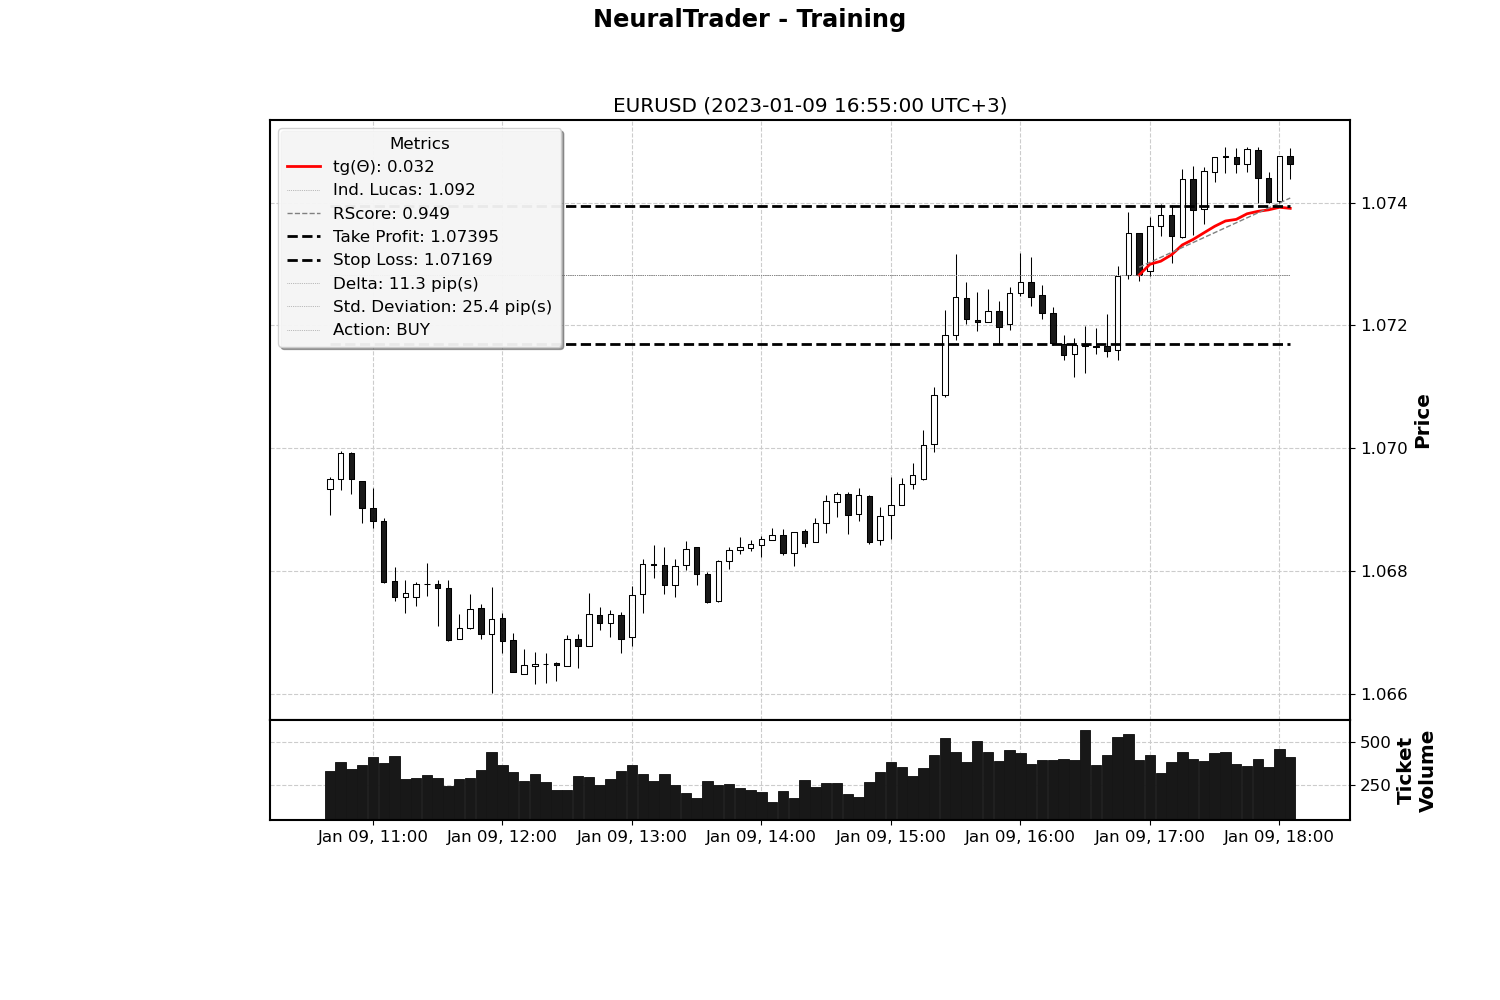 NeuralTrader - Training
EURUSD (2023-01-09 16:55:00 UTC+3)
Metrics
tg(Θ): 0.032
Ind. Lucas: 1.092
RScore: 0.949
Take Profit: 1.07395
Stop Loss: 1.07169
Delta: 11.3 pip(s)
Std. Deviation: 25.4 pip(s)
Action: BUY
1.074
1.072
1.070
1.068
1.066
Price
500
250
Ticket
Volume
Jan 09, 11:00
Jan 09, 12:00
Jan 09, 13:00
Jan 09, 14:00
Jan 09, 15:00
Jan 09, 16:00
Jan 09, 17:00
Jan 09, 18:00